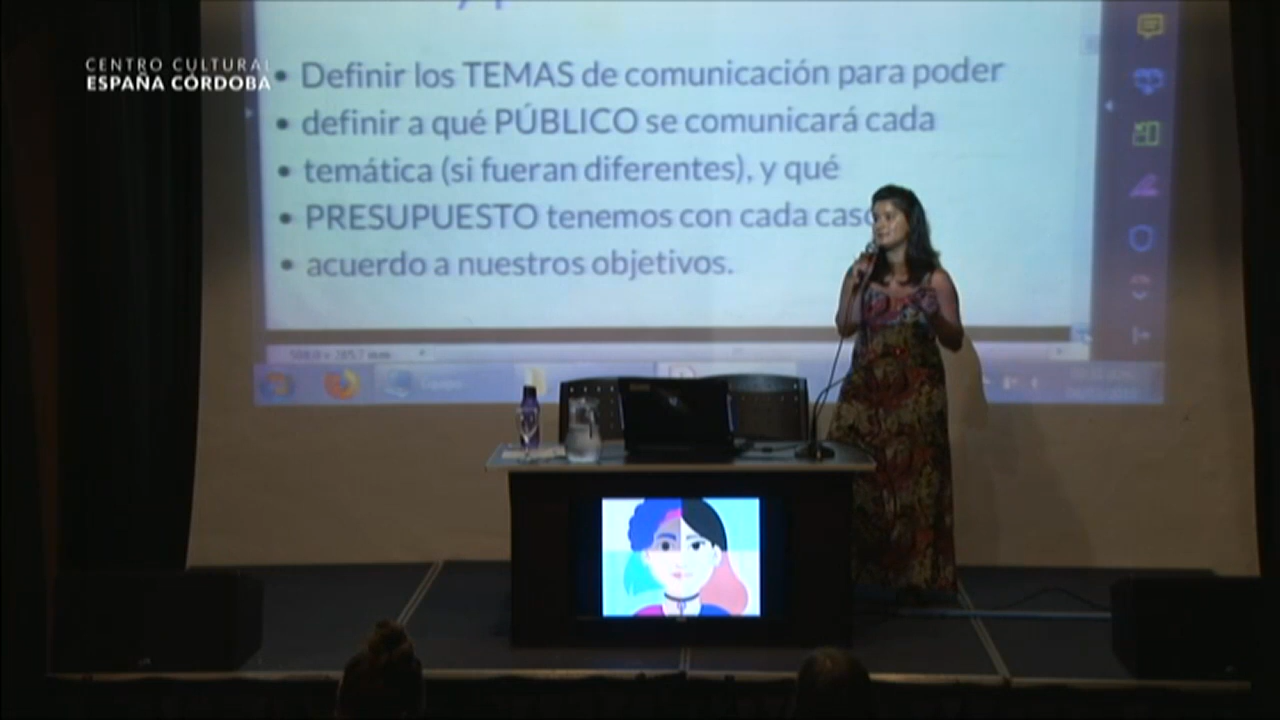 CENTRO CULTURAL
ESPAÑA CÓRDOBA
Definir los TEMAS de comunicación para poder
definir a qué PÚBLICO se comunicará cada
temática (si fueran diferentes), y qué
PRESUPUESTO tenemos con cada caso
acuerdo a nuestros objetivos.